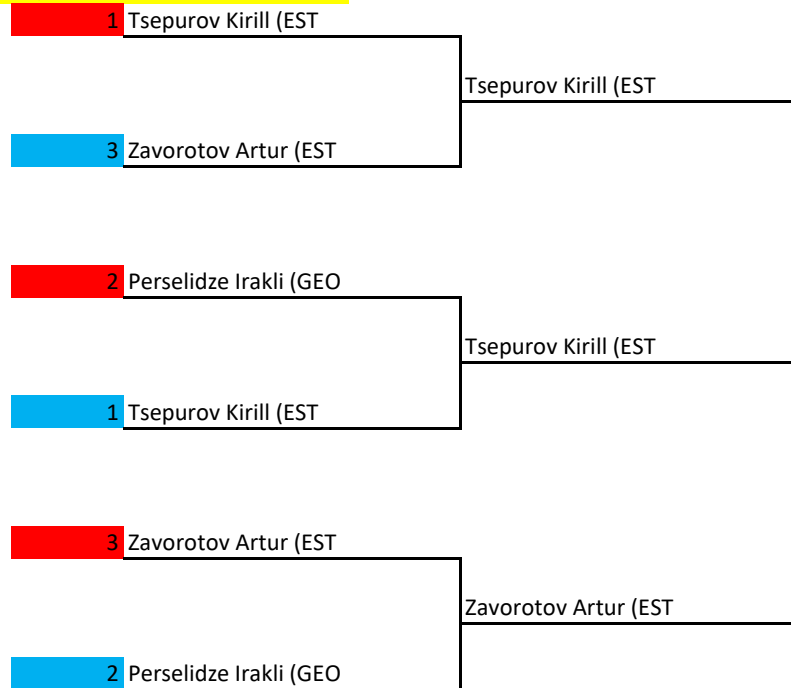 1 Tsepurov Kirill (EST
Tsepurov Kirill (EST
3 Zavorotov Artur (EST
2 Perselidze Irakli (GEO
Tsepurov Kirill (EST
1 Tsepurov Kirill (EST
3 Zavorotov Artur (EST
Zavorotov Artur (EST
2 Perselidze Irakli (GEO